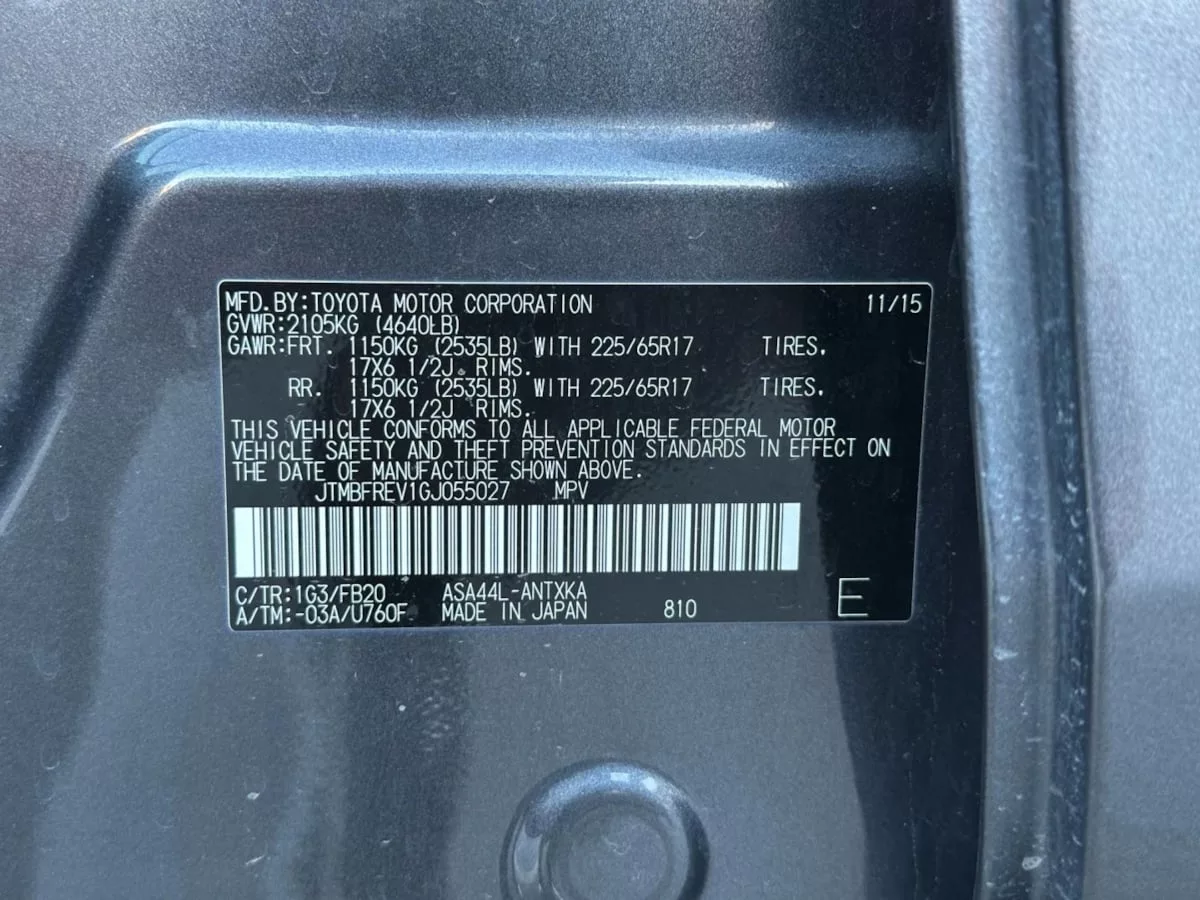 MFD. BY:TOYOTA MOTOR CORPORATION 11/15
GVWR:2105KG (4640LB)
GAWR:FRT. 1150KG (2535LB) WITH 225/65R17 TIRES.
17X6 1/2J RIMS.
RR. 1150KG (2535LB) WITH 225/65R17 TIRES.
17X6 1/2J RIMS.
THIS VEHICLE CONFORMS TO ALL APPLICABLE FEDERAL MOTOR
VEHICLE SAFETY AND THEFT PREVENTION STANDARDS IN EFFECT ON
THE DATE OF MANUFACTURE SHOWN ABOVE.
JTMBFREV1GJ055027 MPV
C/TR:1G3/FB20 ASA44L-ANTXKA
A/TM:-03A/U760F MADE IN JAPAN 810 E